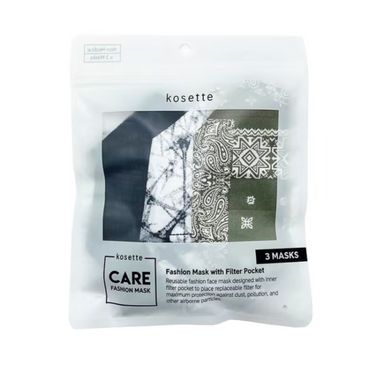 kosette
3 MASKS
kosette
CARE
FASHION MASK
Fashion Mask with Filter Pocket
Reusable fashion face mask designed with inner
filter pocket to place replaceable filter for
maximum protection against dust, pollution, and
other airborne particles.